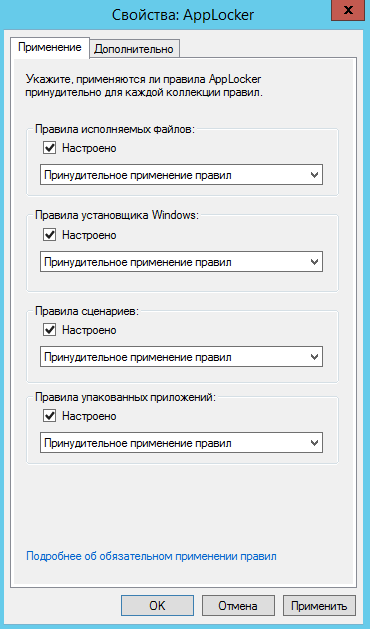 Свойства: AppLocker
x
Применение
Дополнительно
Укажите, применяются ли правила AppLocker
принудительно для каждой коллекции правил.
Правила исполняемых файлов:
Настроено
Принудительное применение правил
Правила установщика Windows:
Настроено
Принудительное применение правил
Правила сценариев:
Настроено
Принудительное применение правил
Правила упакованных приложений:
Настроено
Принудительное применение правил
Подробнее об обязательном применении правил
OK
Отмена
Применить